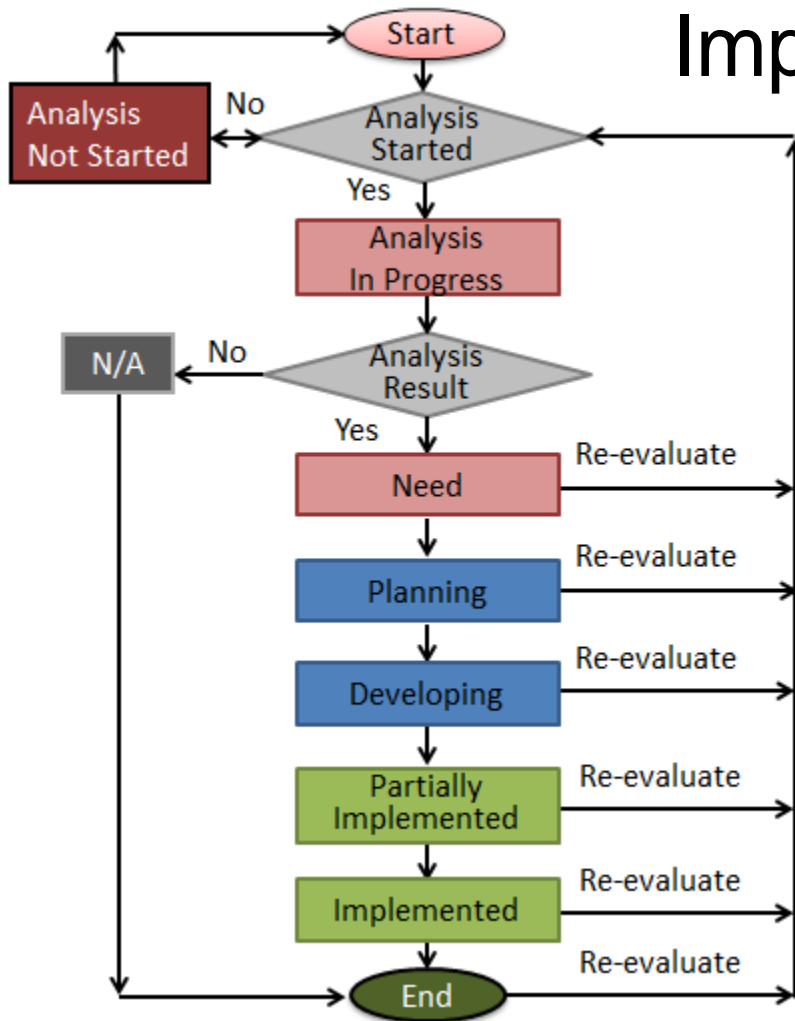 Start
Imp
Analysis
Not Started
No
Analysis
Started
Yes
Analysis
In Progress
N/A
No
Analysis
Result
Yes
Need
Re-evaluate
Planning
Re-evaluate
Developing
Re-evaluate
Partially
Implemented
Re-evaluate
Implemented
Re-evaluate
End
Re-evaluate